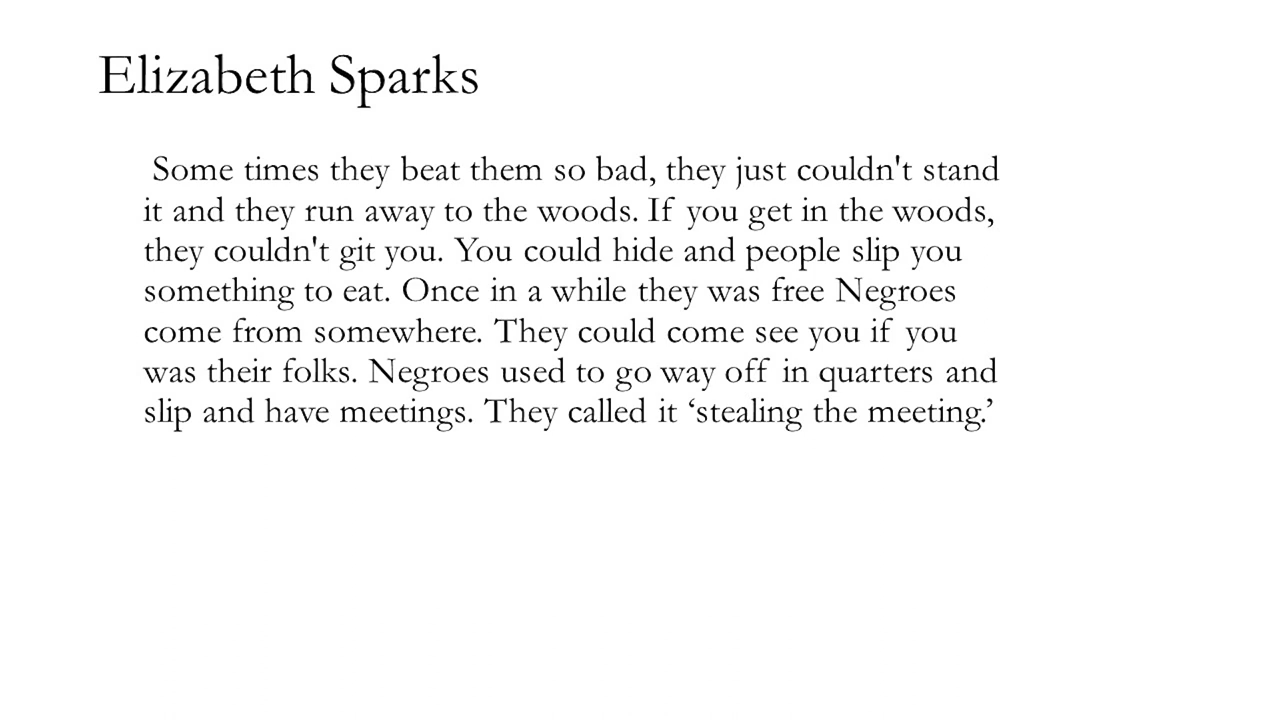 Elizabeth Sparks
Some times they beat them so bad, they just couldn't stand
it and they run away to the woods. If you get in the woods,
they couldn't git you. You could hide and people slip you
something to eat. Once in a while they was free Negroes
come from somewhere. They could come see you if you
was their folks. Negroes used to go way off in quarters and
slip and have meetings. They called it ‘stealing the meeting.’